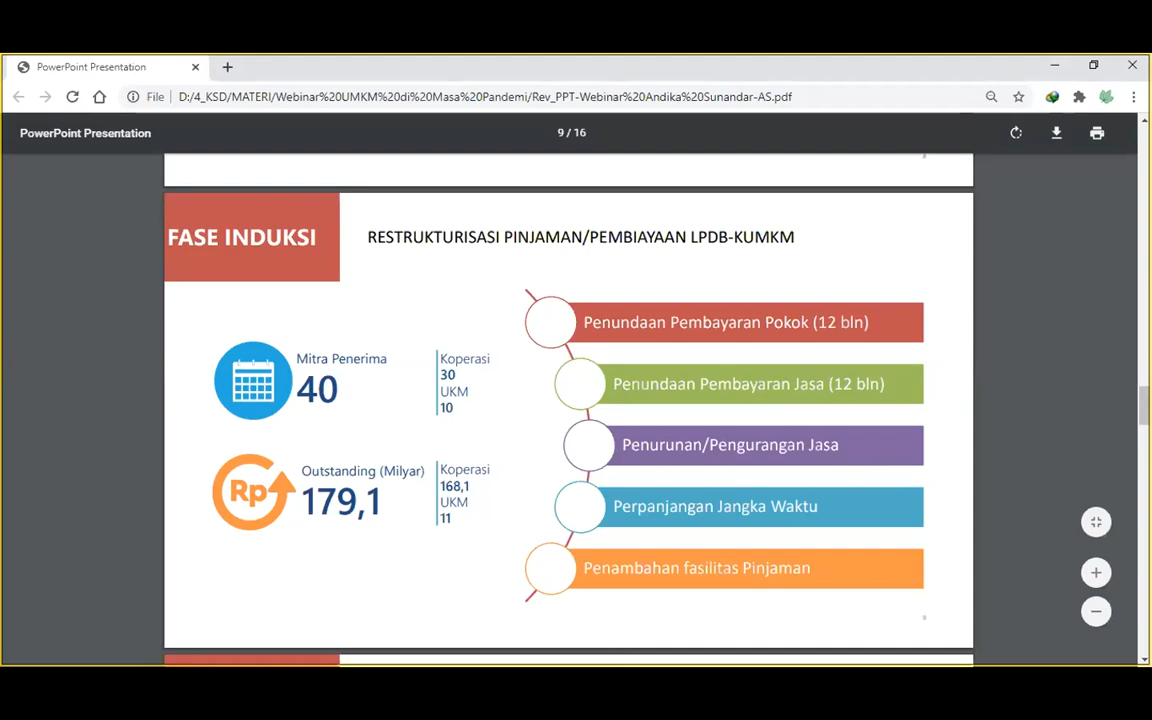 PowerPoint Presentation
File
D:/4_KSD/MATERI/Webinar%20UMKM%20di%20Masa%20Pandemi/Rev_PPT-Webinar%20Andika%20Sunandar-AS.pdf
PowerPoint Presentation
9 / 16
FASE INDUKSI
RESTRUKTURISASI PINJAMAN/PEMBIAYAAN LPDB-KUMKM
Mitra Penerima
40
Koperasi
30
UKM
10
Rp
Outstanding (Milyar)
179,1
Koperasi
168,1
UKM
11
Penundaan Pembayaran Pokok (12 bln)
Penundaan Pembayaran Jasa (12 bln)
Penurunan/Pengurangan Jasa
Perpanjangan Jangka Waktu
Penambahan fasilitas Pinjaman